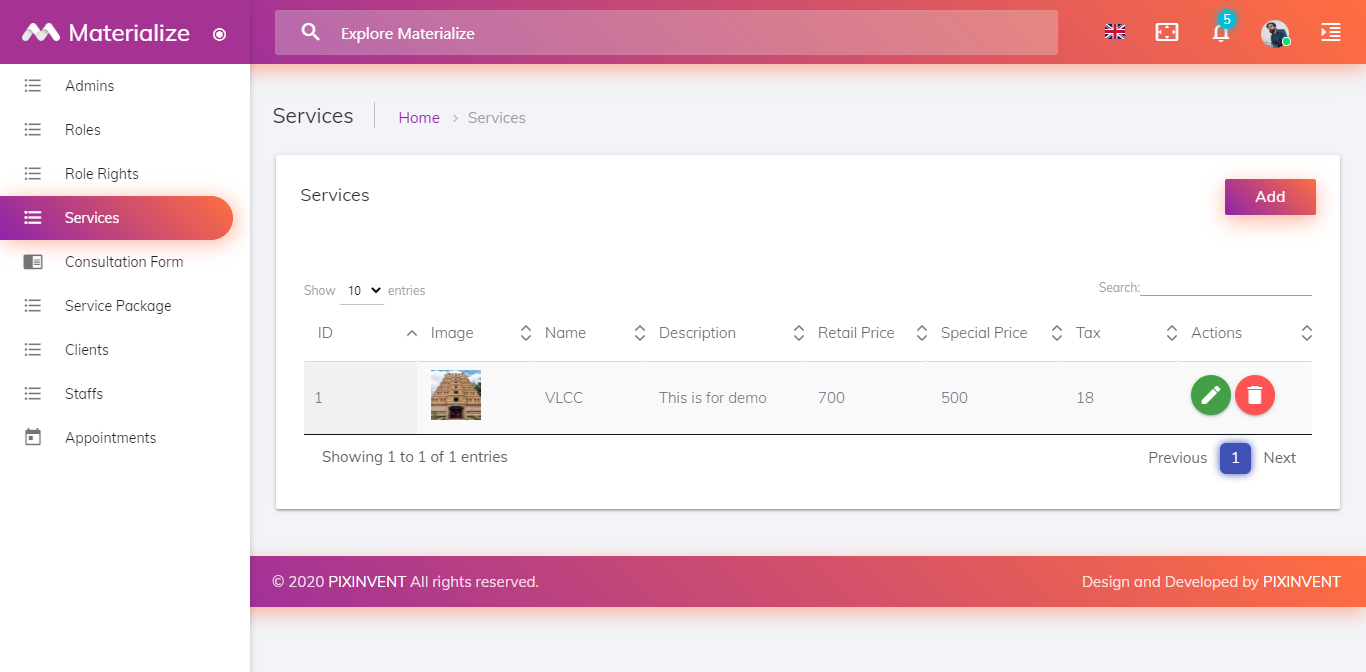 Materialize
Explore Materialize
5
Admins
Roles
Role Rights
Services
Consultation Form
Service Package
Clients
Staffs
Appointments
Services
Home > Services
Services
Add
Show 10 entries
Search:
ID Image Name Description Retail Price Special Price Tax Actions
1 VLCC This is for demo 700 500 18
Showing 1 to 1 of 1 entries
Previous 1 Next
© 2020 PIXINVENT All rights reserved.
Design and Developed by PIXINVENT